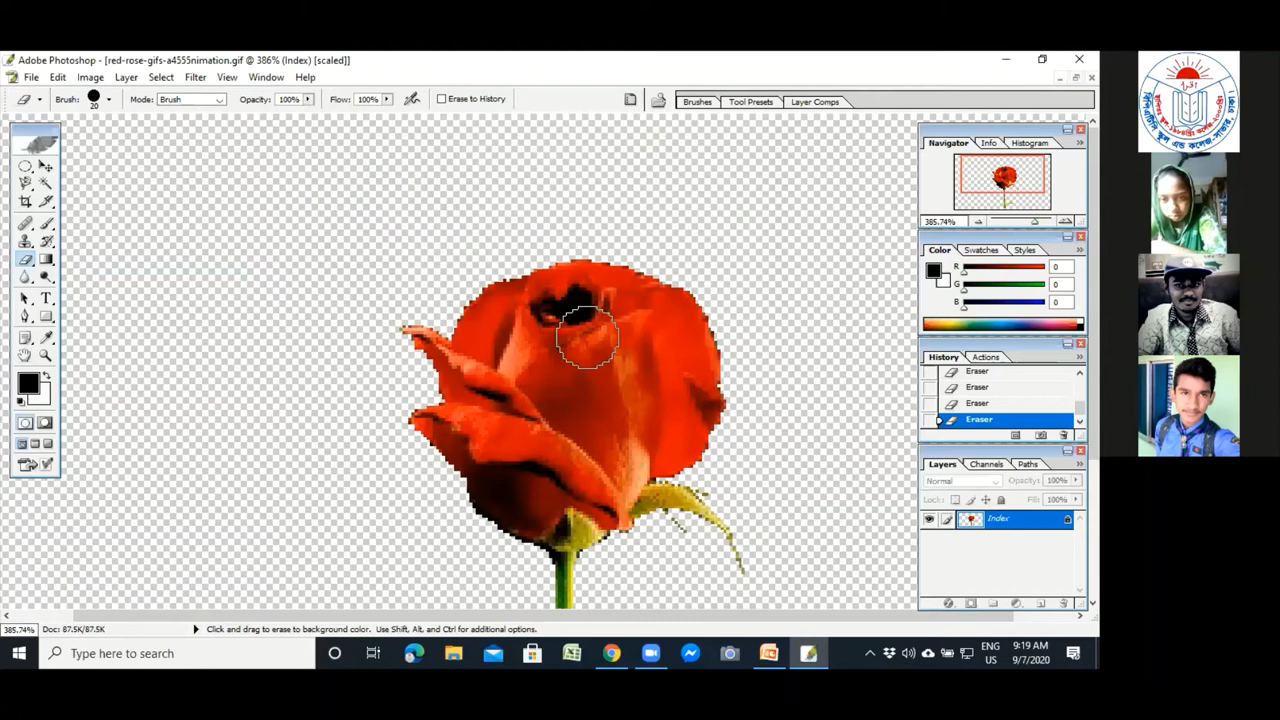 Adobe Photoshop - [red-rose-gifs-a4555nimation.gif @ 386% (Index) [scaled]]
File Edit Image Layer Select Filter View Window Help
Brush: 20 Mode: Brush Opacity: 100% Flow: 100% Erase to History Brushes Tool Presets Layer Comps
Navigator Info Histogram
385.74%
Color Swatches Styles
R 0
G 0
B 0
History Actions
Eraser
Eraser
Eraser
Eraser
Layers Channels Paths
Normal Opacity: 100%
Lock: Fill: 100%
Index
385.74% Doc: 87.5K/87.5K Click and drag to erase to background color. Use Shift, Alt, and Ctrl for additional options.
Type here to search
ENG
US
9:19 AM
9/7/2020